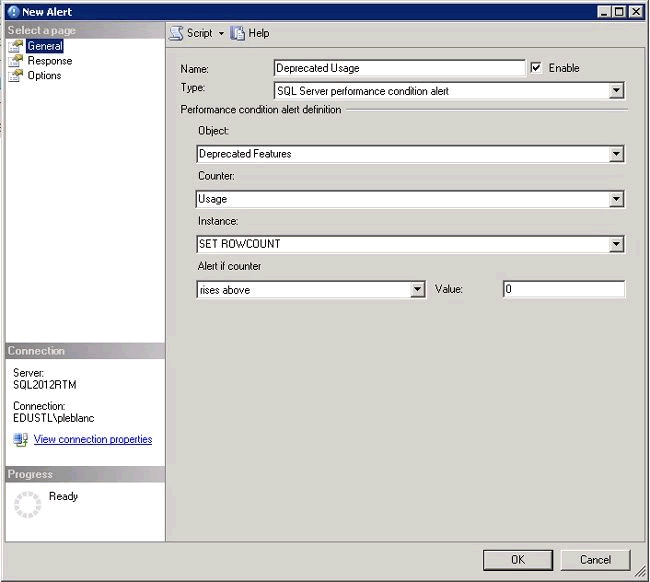 New Alert
Select a page
General
Response
Options
Script Help
Name: Deprecated Usage Enable
Type: SQL Server performance condition alert
Performance condition alert definition
Object:
Deprecated Features
Counter:
Usage
Instance:
SET ROWCOUNT
Alert if counter
rises above Value: 0
Connection
Server:
SQL2012RTM
Connection:
EDUSTL\pleblanc
View connection properties
Progress
Ready
OK Cancel